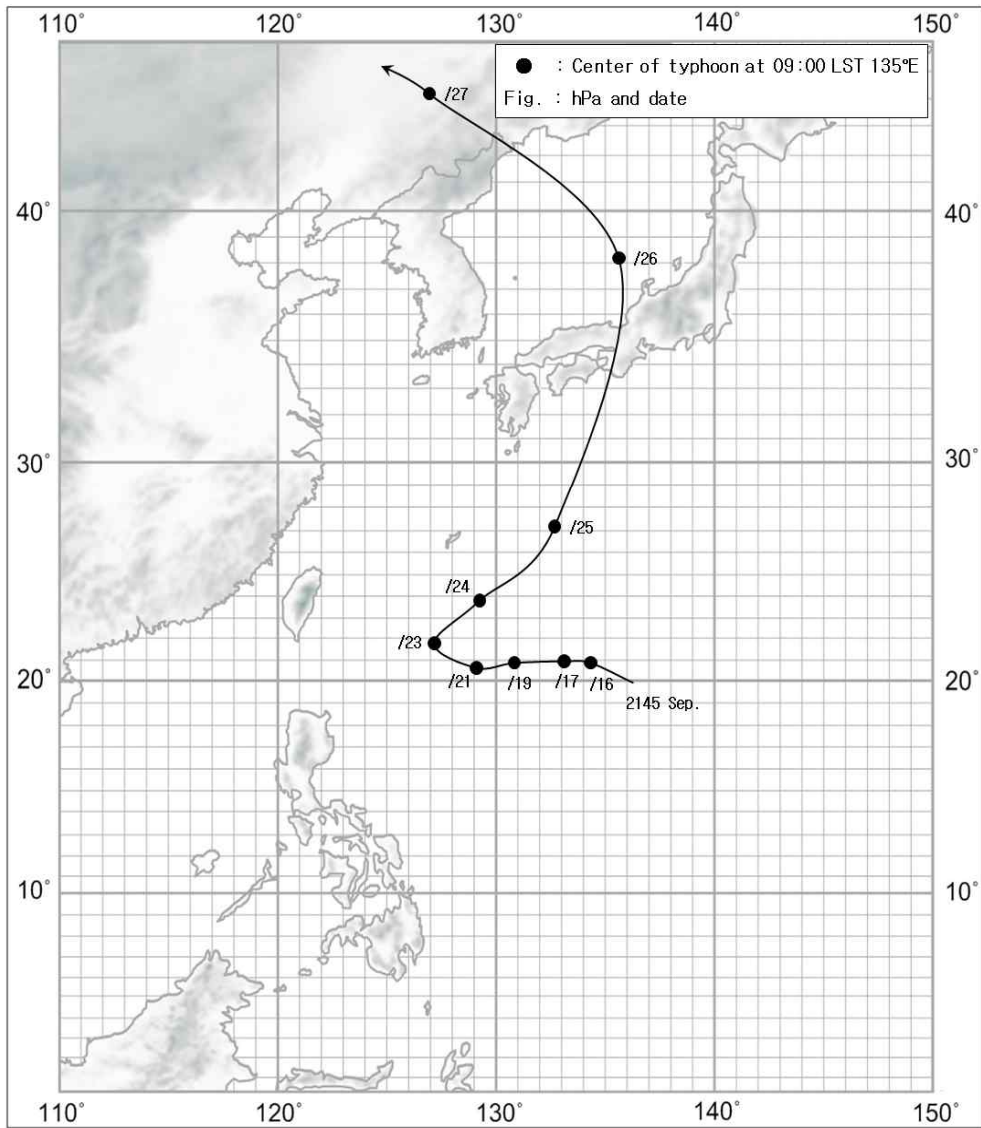 110° 120° 130° 140° 150°
● : Center of typhoon at 09:00 LST 135°E
Fig. : hPa and date
/27
40° 40°
/26
30° 30°
/25
/24
/23
/21 /19 /17 /16
20° 20°
2145 Sep.
10° 10°
110° 120° 130° 140° 150°